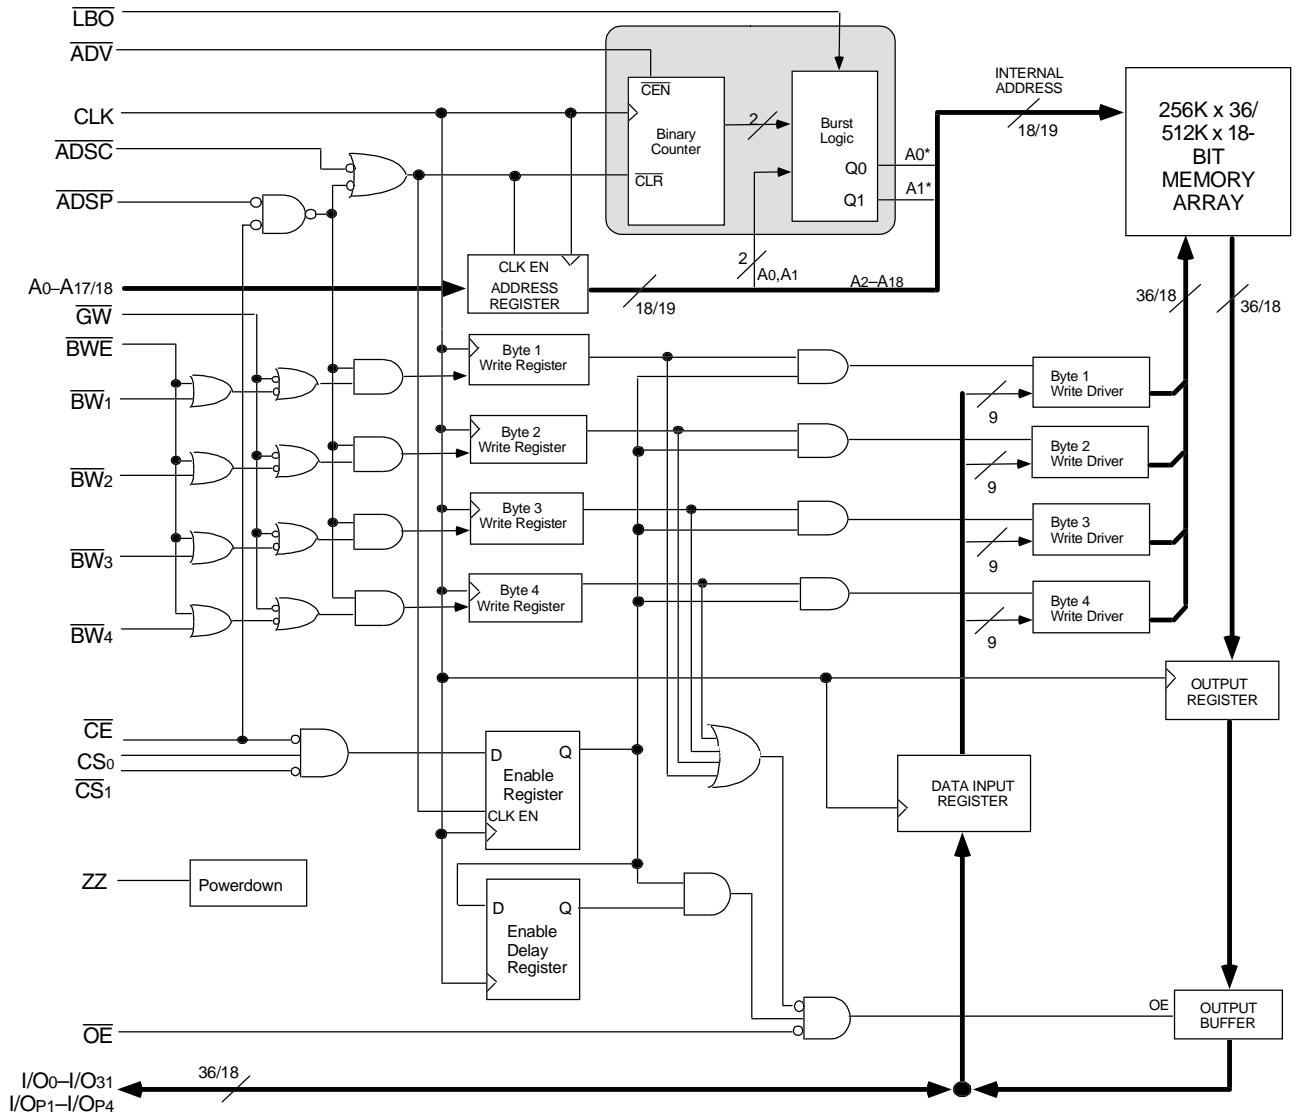 LBO
ADV
CLK
ADSC
ADSP
CEN
Binary
Counter
CLR
2
Burst
Logic
Q0
Q1
A0*
A1*
INTERNAL
ADDRESS
18/19
256K x 36/
512K x 18-
BIT
MEMORY
ARRAY
A0–A17/18
CLK EN
ADDRESS
REGISTER
18/19
2
A0,A1
A2–A18
36/18
36/18
GW
BWE
BW1
BW2
BW3
BW4
Byte 1
Write Register
Byte 2
Write Register
Byte 3
Write Register
Byte 4
Write Register
9
Byte 1
Write Driver
9
Byte 2
Write Driver
9
Byte 3
Write Driver
9
Byte 4
Write Driver
OUTPUT
REGISTER
CE
CS0
CS1
D
Q
Enable
Register
CLK EN
DATA INPUT
REGISTER
ZZ
Powerdown
D
Q
Enable
Delay
Register
OE
OE
OUTPUT
BUFFER
I/O0–I/O31
I/OP1–I/OP4
36/18